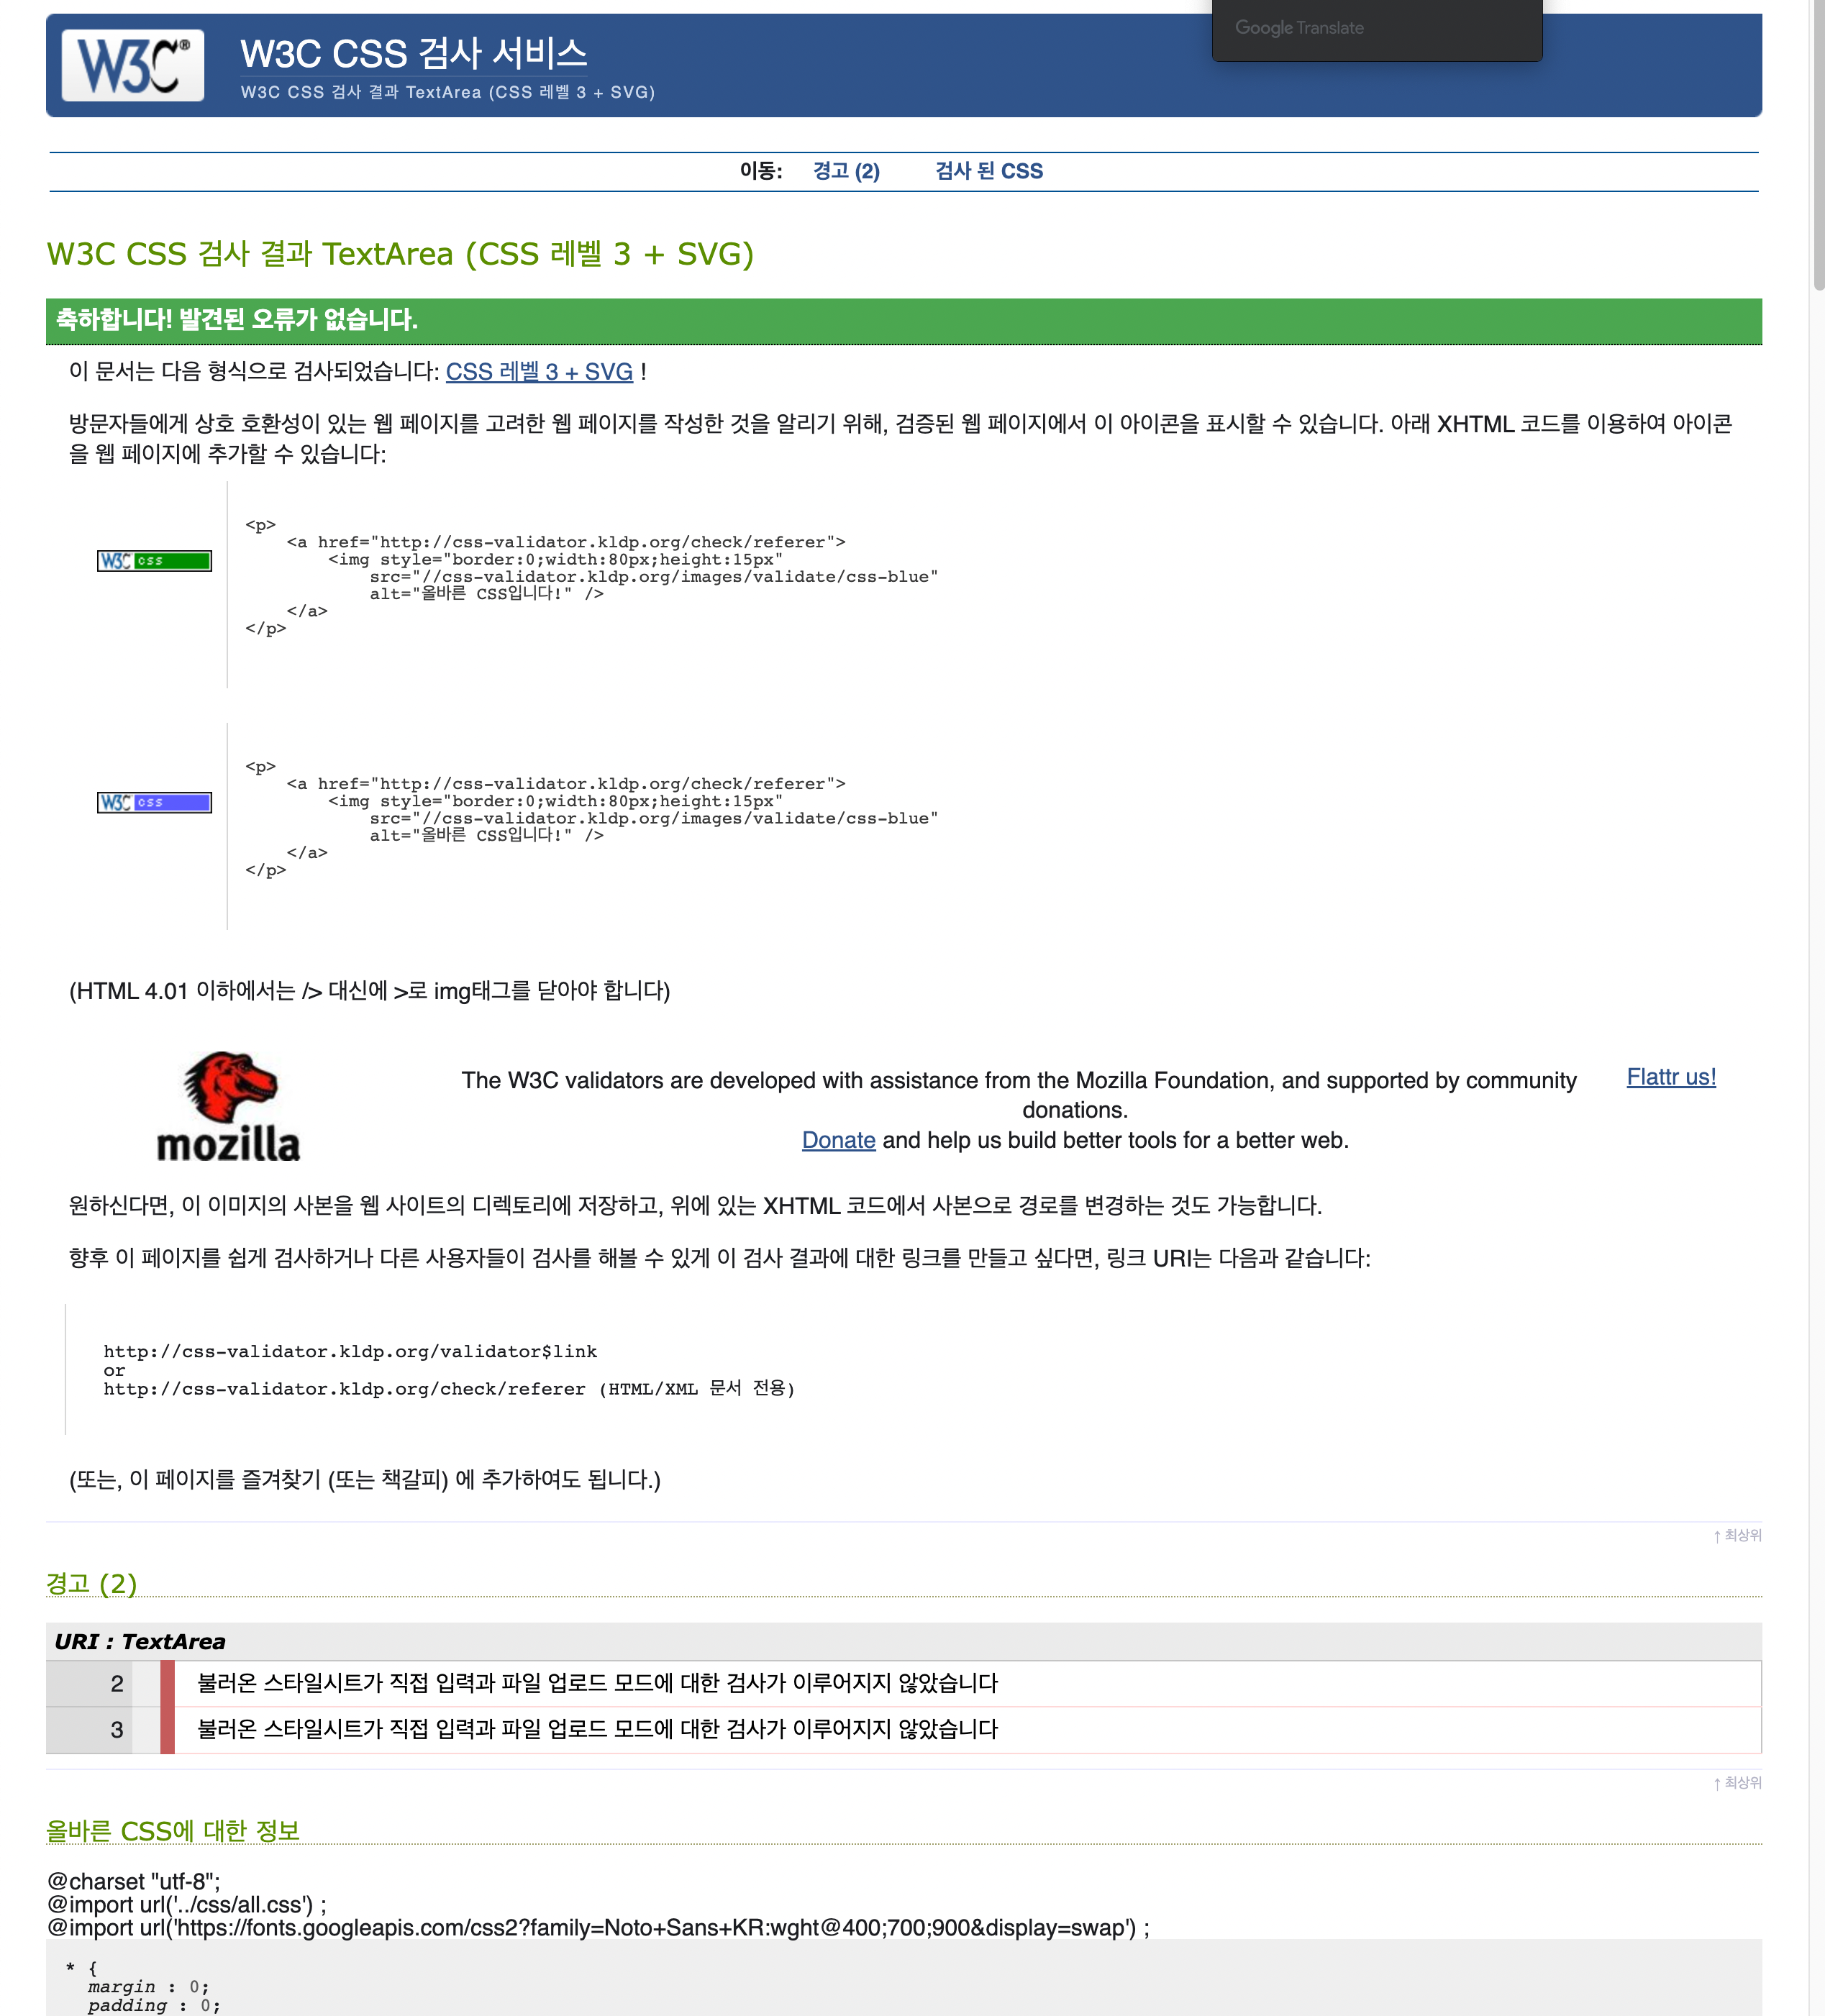 Google Translate
W3C®
W3C CSS 검사 서비스
W3C CSS 검사 결과 TextArea (CSS 레벨 3 + SVG)
이동: 경고 (2) 검사 된 CSS
W3C CSS 검사 결과 TextArea (CSS 레벨 3 + SVG)
축하합니다! 발견된 오류가 없습니다.
이 문서는 다음 형식으로 검사되었습니다: CSS 레벨 3 + SVG !
방문자들에게 상호 호환성이 있는 웹 페이지를 고려한 웹 페이지를 작성한 것을 알리기 위해, 검증된 웹 페이지에서 이 아이콘을 표시할 수 있습니다. 아래 XHTML 코드를 이용하여 아이콘
을 웹 페이지에 추가할 수 있습니다:
W3C css
<p>
<a href="http://css-validator.kldp.org/check/referer">
<img style="border:0;width:80px;height:15px"
src="//css-validator.kldp.org/images/validate/css-blue"
alt="올바른 CSS입니다!" />
</a>
</p>
W3C css
<p>
<a href="http://css-validator.kldp.org/check/referer">
<img style="border:0;width:80px;height:15px"
src="//css-validator.kldp.org/images/validate/css-blue"
alt="올바른 CSS입니다!" />
</a>
</p>
(HTML 4.01 이하에서는 /> 대신에 >로 img태그를 닫아야 합니다)
mozilla
The W3C validators are developed with assistance from the Mozilla Foundation, and supported by community
donations.
Donate and help us build better tools for a better web.
Flattr us!
원하신다면, 이 이미지의 사본을 웹 사이트의 디렉토리에 저장하고, 위에 있는 XHTML 코드에서 사본으로 경로를 변경하는 것도 가능합니다.
향후 이 페이지를 쉽게 검사하거나 다른 사용자들이 검사를 해볼 수 있게 이 검사 결과에 대한 링크를 만들고 싶다면, 링크 URI는 다음과 같습니다:
http://css-validator.kldp.org/validator$link
or
http://css-validator.kldp.org/check/referer (HTML/XML 문서 전용)
(또는, 이 페이지를 즐겨찾기 (또는 책갈피) 에 추가하여도 됩니다.)
↑ 최상위
경고 (2)
URI : TextArea
2 불러온 스타일시트가 직접 입력과 파일 업로드 모드에 대한 검사가 이루어지지 않았습니다
3 불러온 스타일시트가 직접 입력과 파일 업로드 모드에 대한 검사가 이루어지지 않았습니다
↑ 최상위
올바른 CSS에 대한 정보
@charset "utf-8";
@import url('../css/all.css') ;
@import url('https://fonts.googleapis.com/css2?family=Noto+Sans+KR:wght@400;700;900&display=swap') ;
* {
margin : 0;
padding : 0;